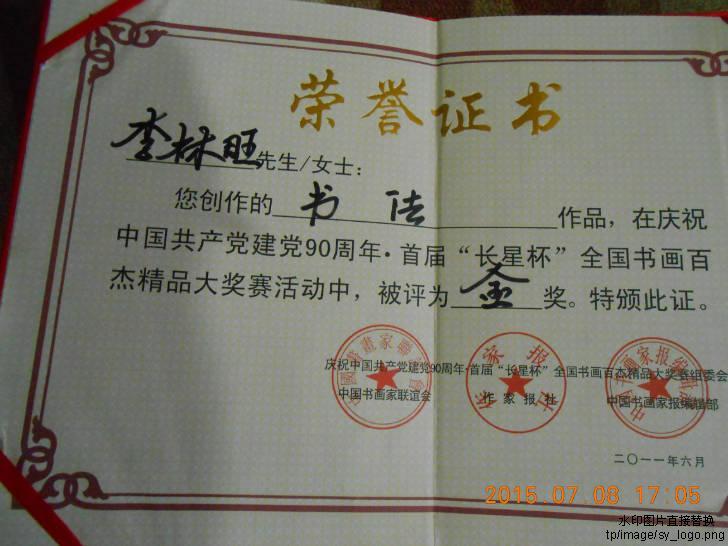 荣誉证书
李林旺先生/女士：
您创作的书法作品，在庆祝
中国共产党建党90周年·首届“长星杯”全国书画百
杰精品大奖赛活动中，被评为金奖。特颁此证。
庆祝中国共产党建党90周年·首届“长星杯”全国书画百杰精品大奖赛组委会
中国书画家联谊会 作家报社 中国书画家报编辑部
作家报社
二〇一一年六月
2015.07.08 17:05
水印图片直接替换
tp/image/sy_logo.png